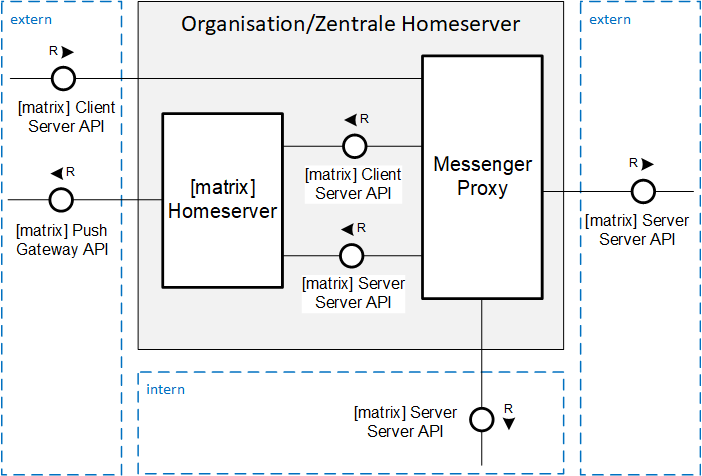 extern
Organisation/Zentrale Homeserver
extern
R
[matrix] Client
Server API
R
[matrix] Push
Gateway API
[matrix]
Homeserver
R
[matrix] Client
Server API
R
[matrix] Server
Server API
Messenger
Proxy
R
[matrix] Server
Server API
intern
[matrix] Server
Server API
R